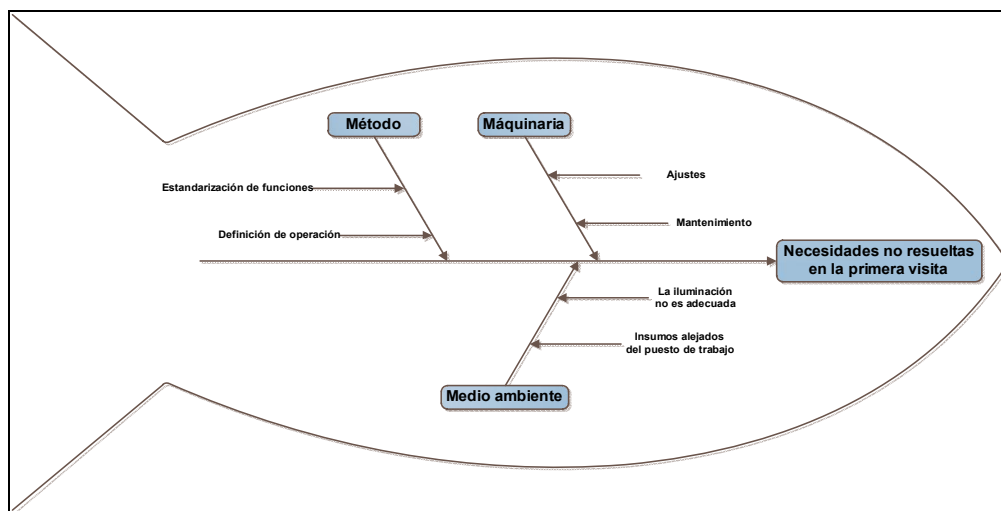 Método
Máquinaria
Estandarización de funciones
Ajustes
Definición de operación
Mantenimiento
Necesidades no resueltas
en la primera visita
La iluminación
no es adecuada
Insumos alejados
del puesto de trabajo
Medio ambiente